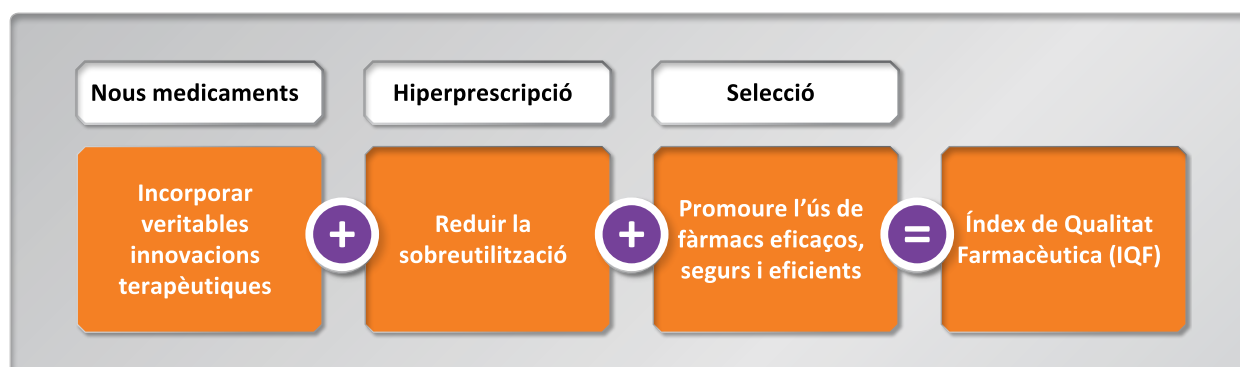 Nous medicaments
Hiperprescripció
Selecció
Incorporar
veritables
innovacions
terapèutiques
+
Reduir la
sobreutilització
+
Promoure l’ús de
fàrmacs eficaços,
segurs i eficients
=
Índex de Qualitat
Farmacèutica (IQF)